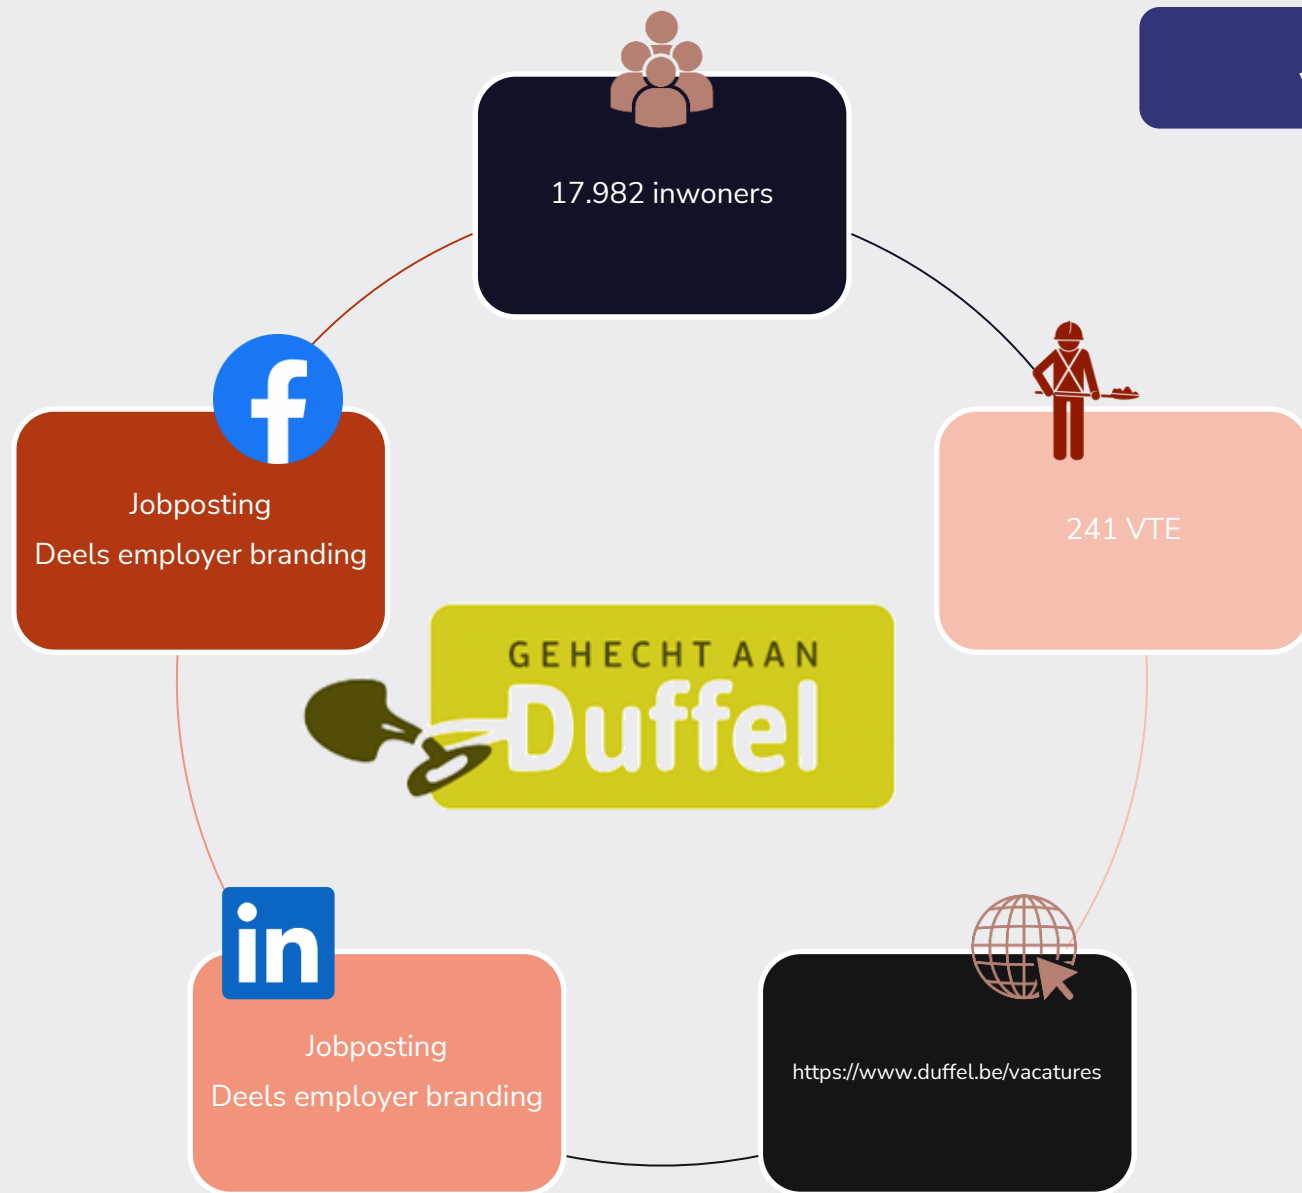 17.982 inwoners
Jobposting
Deels employer branding
241 VTE
GEHECHT AAN
Duffel
Jobposting
Deels employer branding
https://www.duffel.be/vacatures